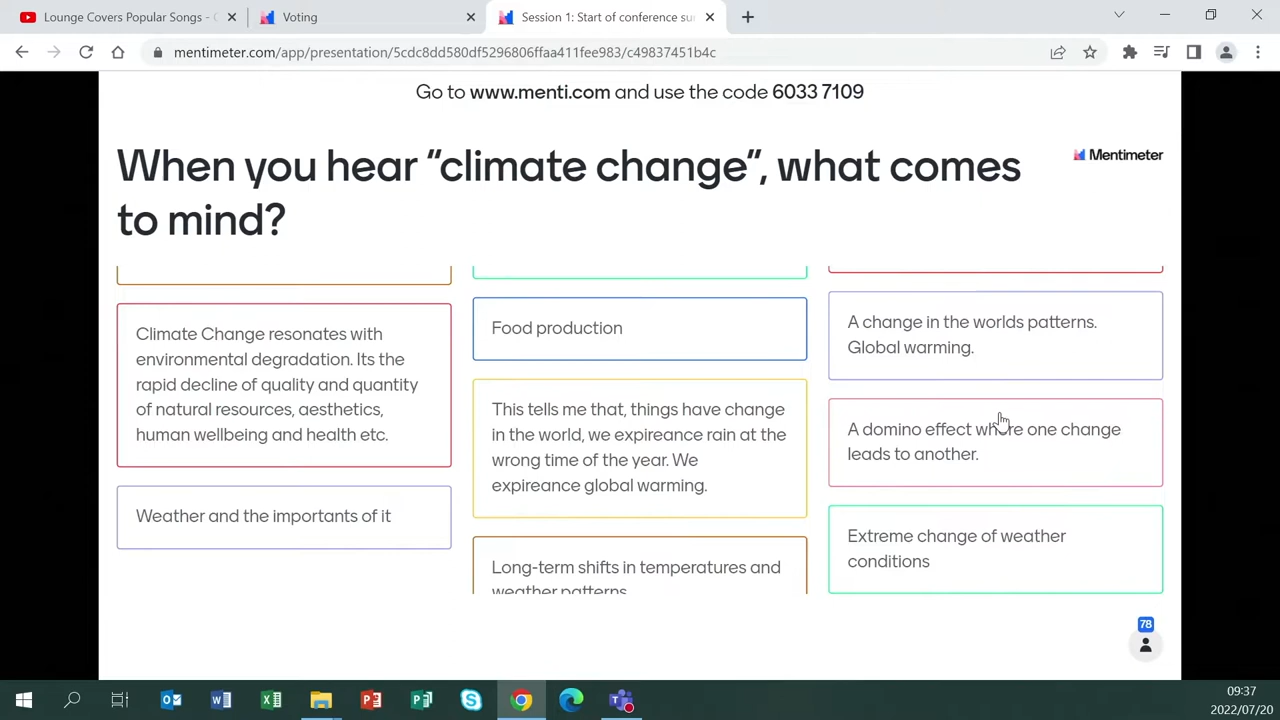 Lounge Covers Popular Songs - C
Voting
Session 1: Start of conference su
mentimeter.com/app/presentation/5cdc8dd580df5296806ffaa411fee983/c49837451b4c
Go to www.menti.com and use the code 6033 7109
When you hear “climate change”, what comes
to mind?
Mentimeter
Climate Change resonates with
environmental degradation. Its the
rapid decline of quality and quantity
of natural resources, aesthetics,
human wellbeing and health etc.
Weather and the importants of it
Food production
This tells me that, things have change
in the world, we expireance rain at the
wrong time of the year. We
expireance global warming.
Long-term shifts in temperatures and
weather patterns
A change in the worlds patterns.
Global warming.
A domino effect where one change
leads to another.
Extreme change of weather
conditions
78
09:37
2022/07/20